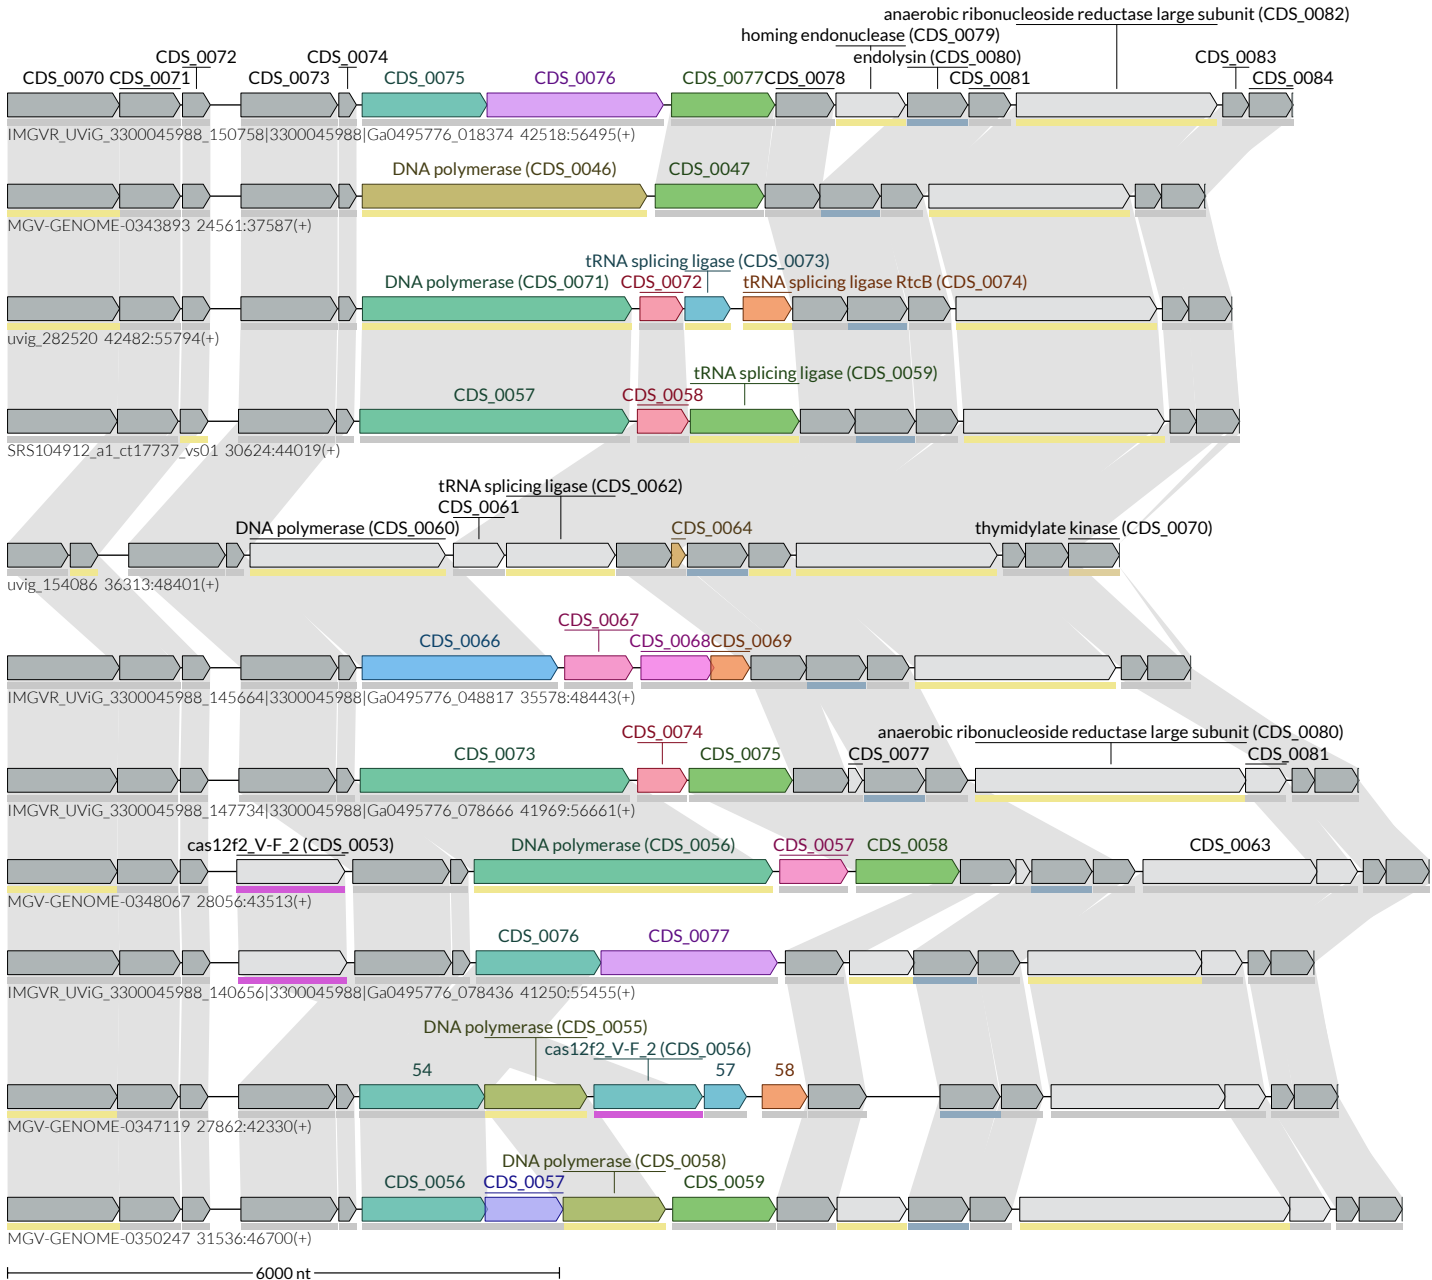 anaerobic ribonucleoside reductase large subunit (CDS_0082)
homing endonuclease (CDS_0079)
CDS_0072 CDS_0074 endolysin (CDS_0080) CDS_0083
CDS_0070 CDS_0071 CDS_0073 CDS_0075 CDS_0076 CDS_0077 CDS_0078 CDS_0081 CDS_0084
IMGVR_UViG_3300045988_150758|3300045988|Ga0495776_018374 42518:56495(+)
DNA polymerase (CDS_0046) CDS_0047
MGV-GENOME-0343893 24561:37587(+)
tRNA splicing ligase (CDS_0073)
DNA polymerase (CDS_0071) CDS_0072 tRNA splicing ligase RtcB (CDS_0074)
uvig_282520 42482:55794(+)
tRNA splicing ligase (CDS_0059)
CDS_0057 CDS_0058
SRS104912_a1_ct17737_vs01 30624:44019(+)
tRNA splicing ligase (CDS_0062)
CDS_0061
DNA polymerase (CDS_0060) CDS_0064 thymidylate kinase (CDS_0070)
uvig_154086 36313:48401(+)
CDS_0067
CDS_0066 CDS_0068 CDS_0069
IMGVR_UViG_3300045988_145664|3300045988|Ga0495776_048817 35578:48443(+)
CDS_0074 anaerobic ribonucleoside reductase large subunit (CDS_0080)
CDS_0073 CDS_0075 CDS_0077 CDS_0081
IMGVR_UViG_3300045988_147734|3300045988|Ga0495776_078666 41969:56661(+)
cas12f2_V-F_2 (CDS_0053) DNA polymerase (CDS_0056) CDS_0057 CDS_0058 CDS_0063
MGV-GENOME-0348067 28056:43513(+)
CDS_0076 CDS_0077
IMGVR_UViG_3300045988_140656|3300045988|Ga0495776_078436 41250:55455(+)
DNA polymerase (CDS_0055)
cas12f2_V-F_2 (CDS_0056)
54 57 58
MGV-GENOME-0347119 27862:42330(+)
DNA polymerase (CDS_0058)
CDS_0056 CDS_0057 CDS_0059
MGV-GENOME-0350247 31536:46700(+)
6000 nt